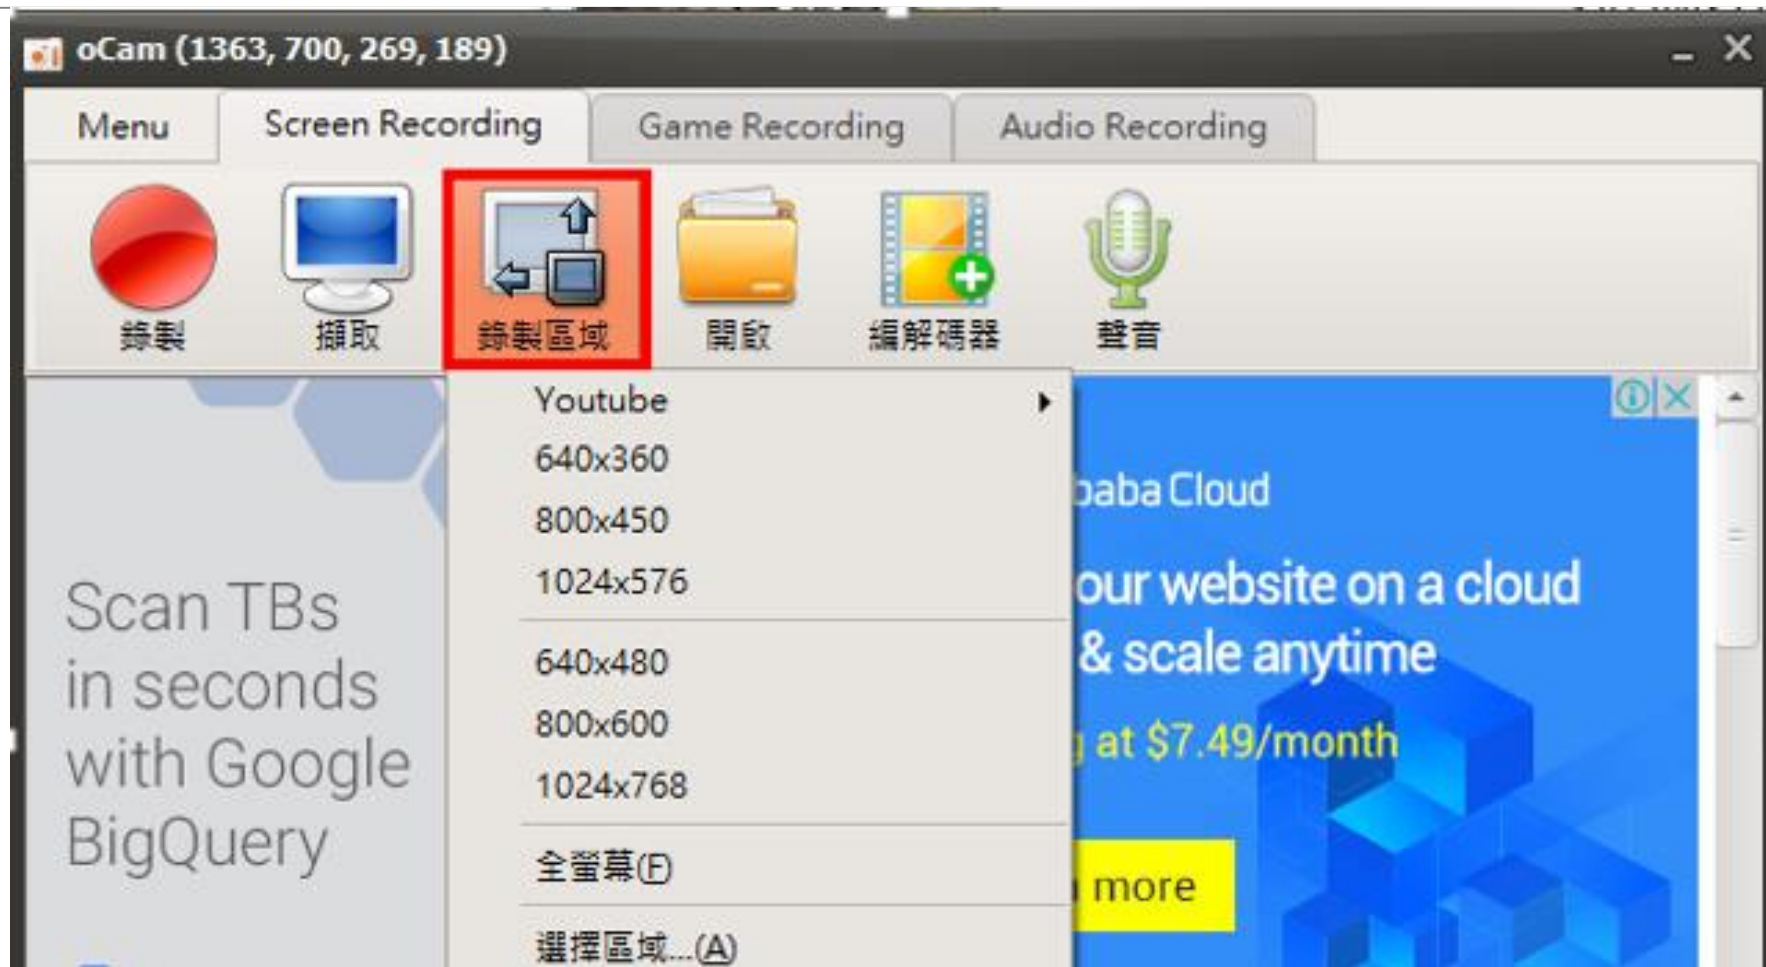 oCam (1363, 700, 269, 189)
Menu Screen Recording Game Recording Audio Recording
錄製 擷取 錄製區域 開啟 編解碼器 聲音
Youtube
640x360
800x450
1024x576
640x480
800x600
1024x768
全螢幕(F)
選擇區域...(A)
Scan TBs
in seconds
with Google
BigQuery
baba Cloud
our website on a cloud
& scale anytime
at $7.49/month
more